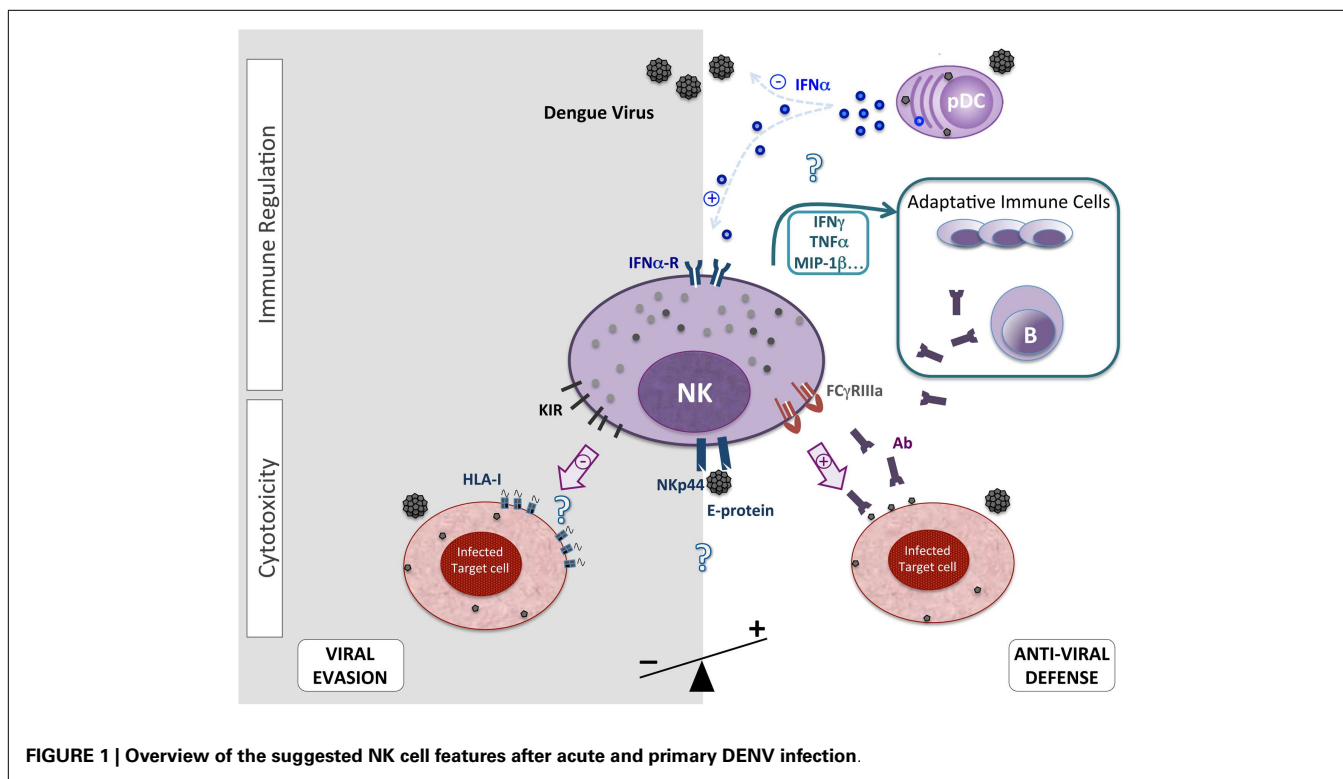 Immune Regulation
Cytotoxicity
Dengue Virus
IFNα
-
pDC
?
+
Adaptative Immune Cells
IFNγ
TNFα
MIP-1β...
IFNα-R
B
NK
FCγRIIIa
KIR
-
+
Ab
HLA-I
NKp44
?
E-protein
Infected
Target cell
?
Infected
Target cell
VIRAL
EVASION
−
+
ANTI-VIRAL
DEFENSE
FIGURE 1 | Overview of the suggested NK cell features after acute and primary DENV infection.